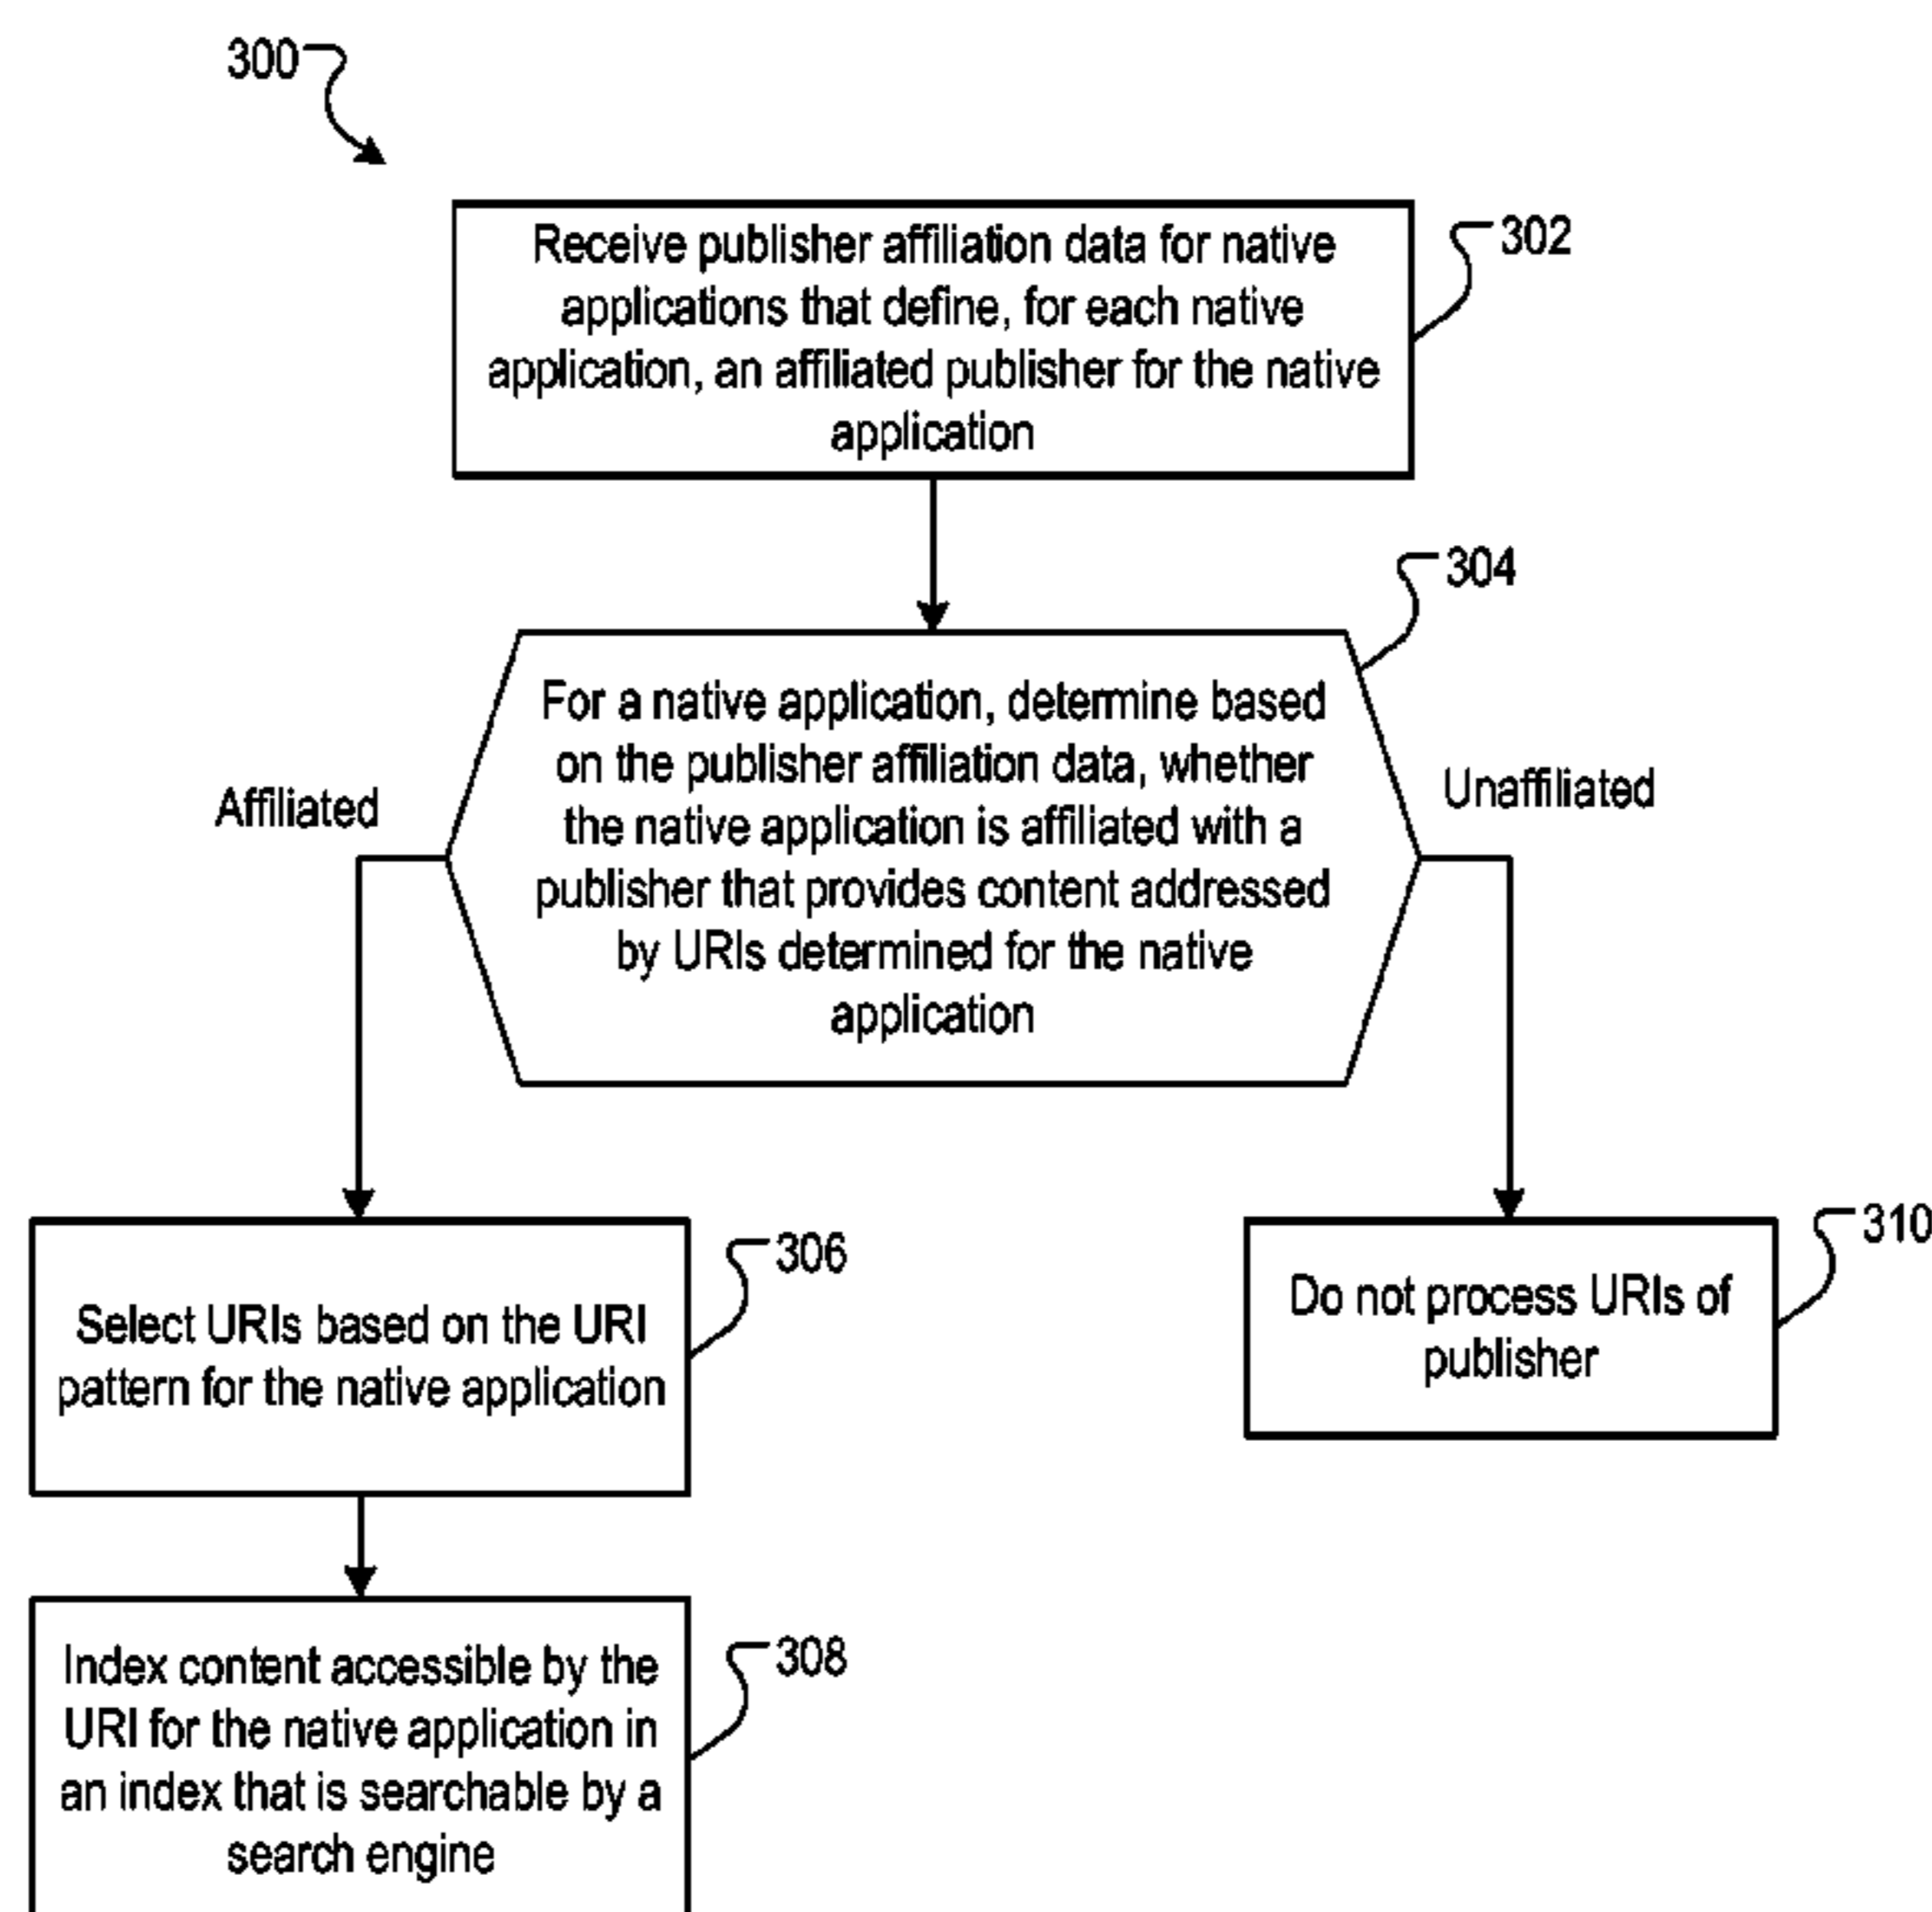 300
Receive publisher affiliation data for native
applications that define, for each native
application, an affiliated publisher for the native
application
302
304
For a native application, determine based
on the publisher affiliation data, whether
the native application is affiliated with a
publisher that provides content addressed
by URIs determined for the native
application
Affiliated
Unaffiliated
306
Select URIs based on the URI
pattern for the native application
310
Do not process URIs of
publisher
308
Index content accessible by the
URI for the native application in
an index that is searchable by a
search engine